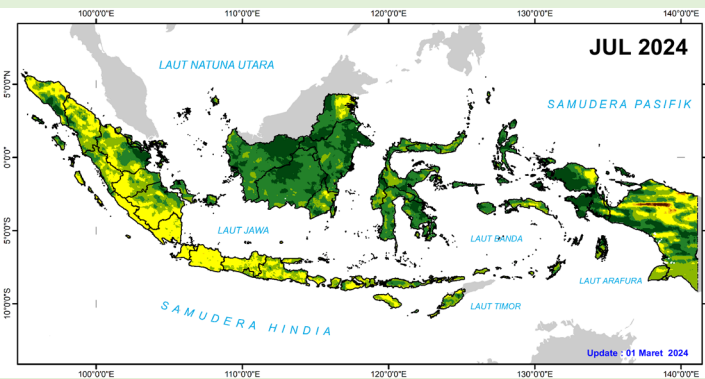 100°0'0"E 110°0'0"E 120°0'0"E 130°0'0"E 140°0'0"E
JUL 2024
LAUT NATUNA UTARA
5°0'0"N
SAMUDERA PASIFIK
0°0'0"
LAUT JAWA
LAUT BANDA
5°0'0"S
LAUT ARAFURA
10°0'0"S
SAMUDERA HINDIA
LAUT TIMOR
Update : 01 Maret 2024
100°0'0"E 110°0'0"E 120°0'0"E 130°0'0"E 140°0'0"E